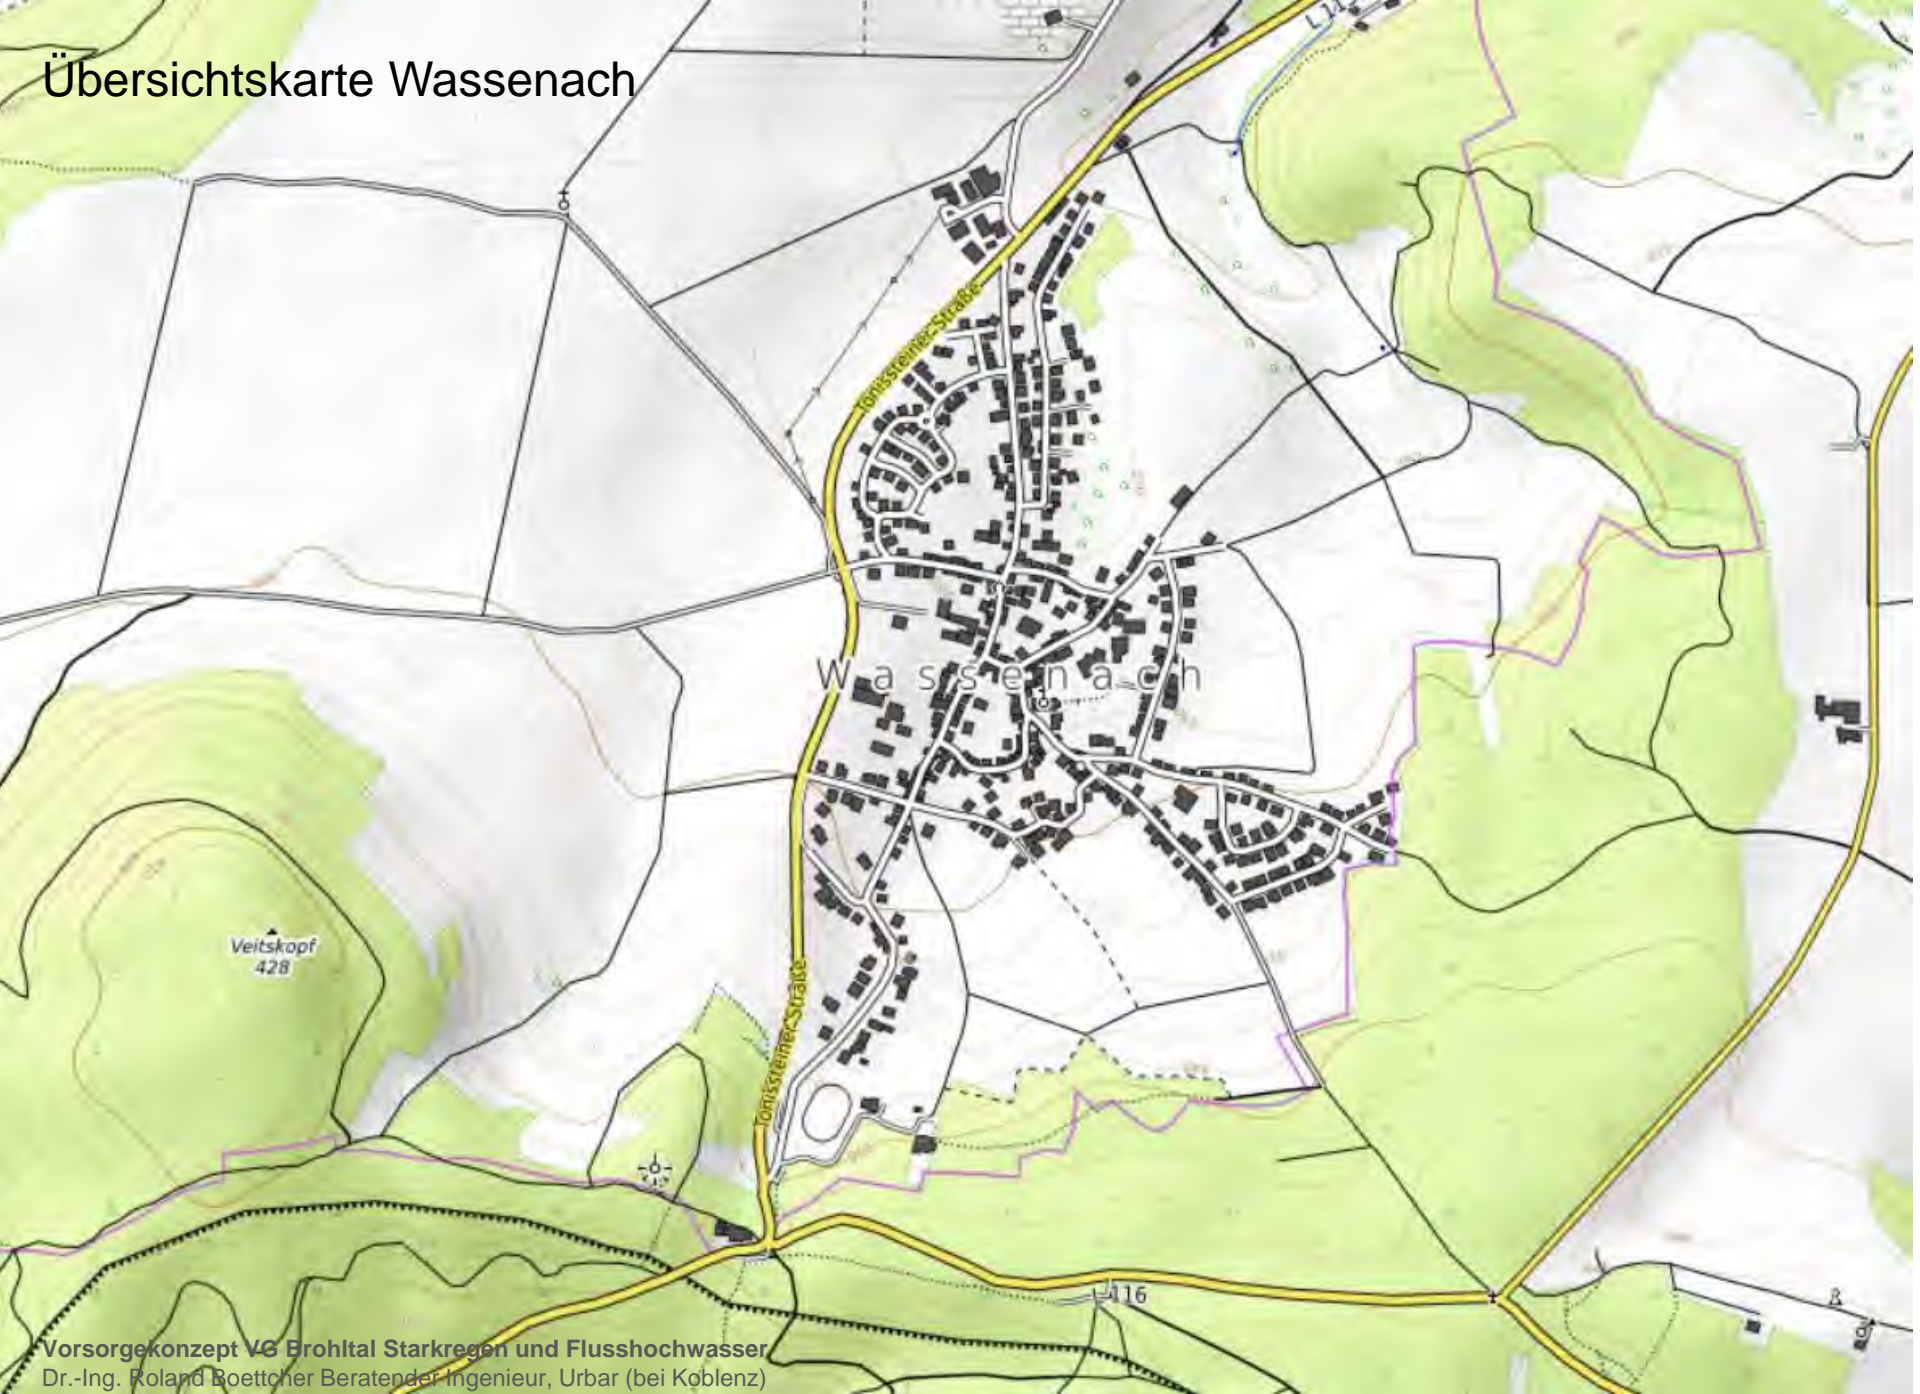 Übersichtskarte Wassenach
Tönissteiner Straße
Wassenach
Veitskopf
428
Tönissteiner Straße
L 116
Vorsorgekonzept VG Brohltal Starkregen und Flusshochwasser
Dr.-Ing. Roland Boettcher Beratender Ingenieur, Urbar (bei Koblenz)